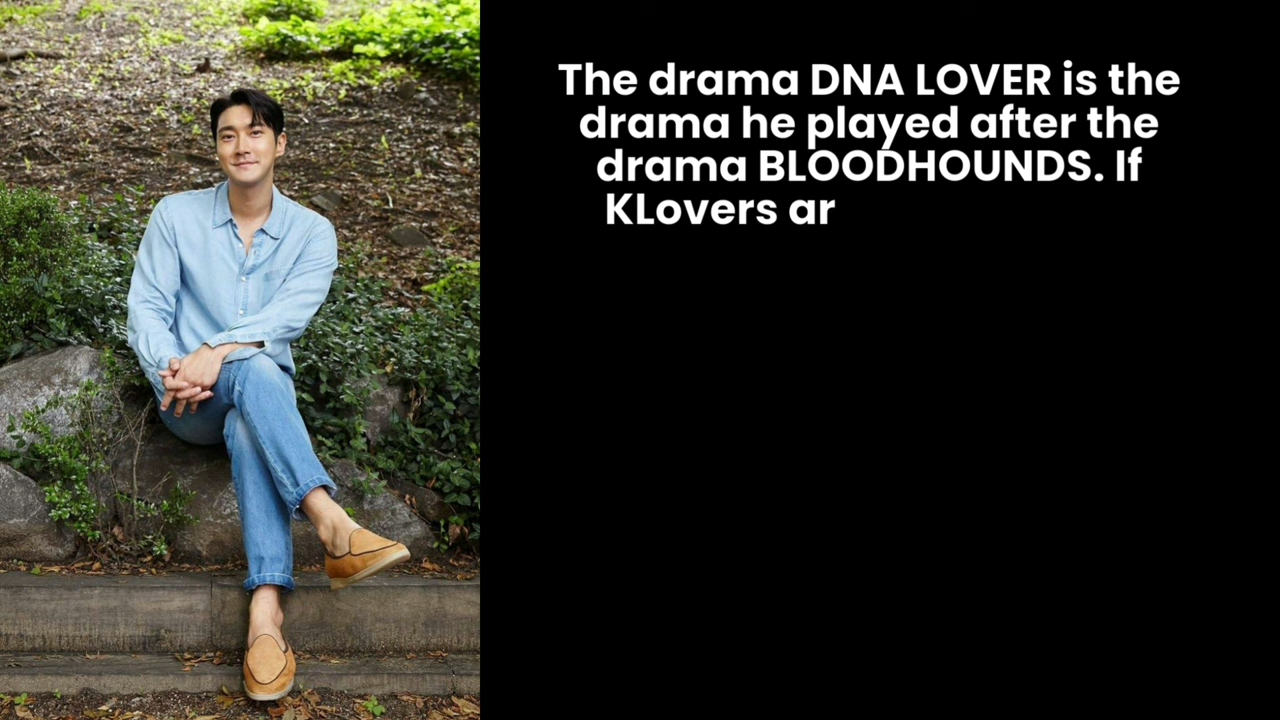 The drama DNA LOVER is the
drama he played after the
drama BLOODHOUNDS. If
KLovers ar